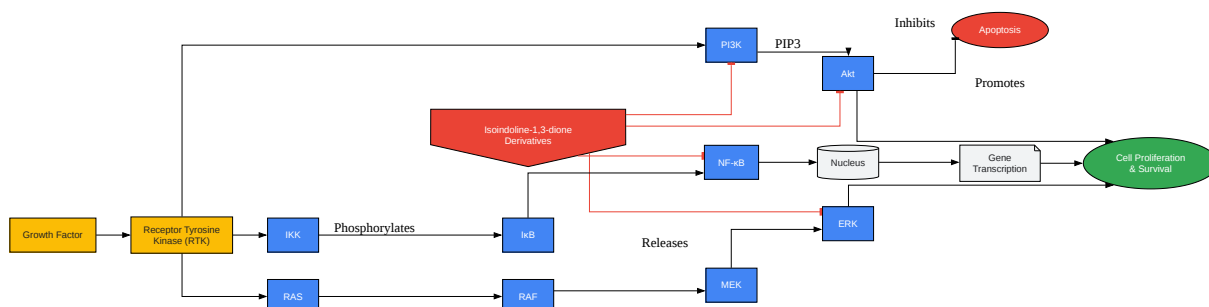 Inhibits
Apoptosis
PI3K
PIP3
Akt
Promotes
Isoindoline-1,3-dione
Derivatives
NF-κB
Nucleus
Gene
Transcription
Cell Proliferation
& Survival
Growth Factor
Receptor Tyrosine
Kinase (RTK)
IKK
Phosphorylates
IκB
Releases
ERK
RAS
RAF
MEK